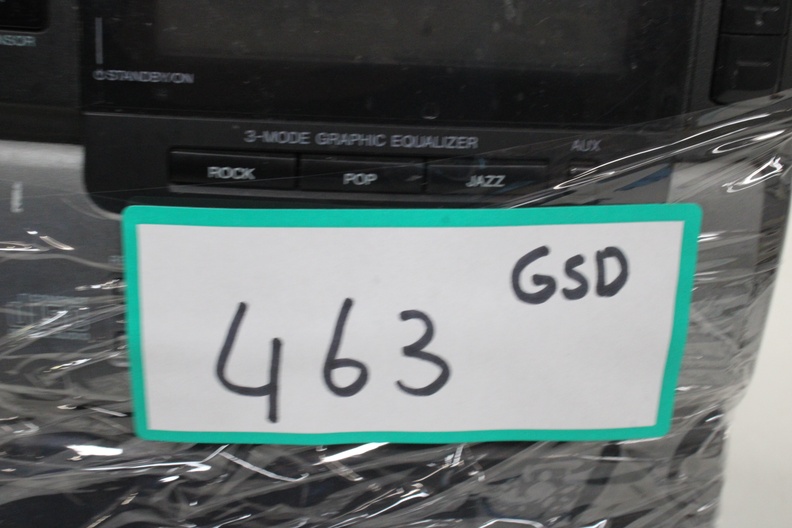 STANDBY/ON
3-MODE GRAPHIC EQUALIZER
AUX
ROCK POP JAZZ
GSD
463